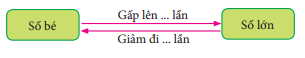 Gấp lên ... lần
Số bé
Số lớn
Giảm đi ... lần